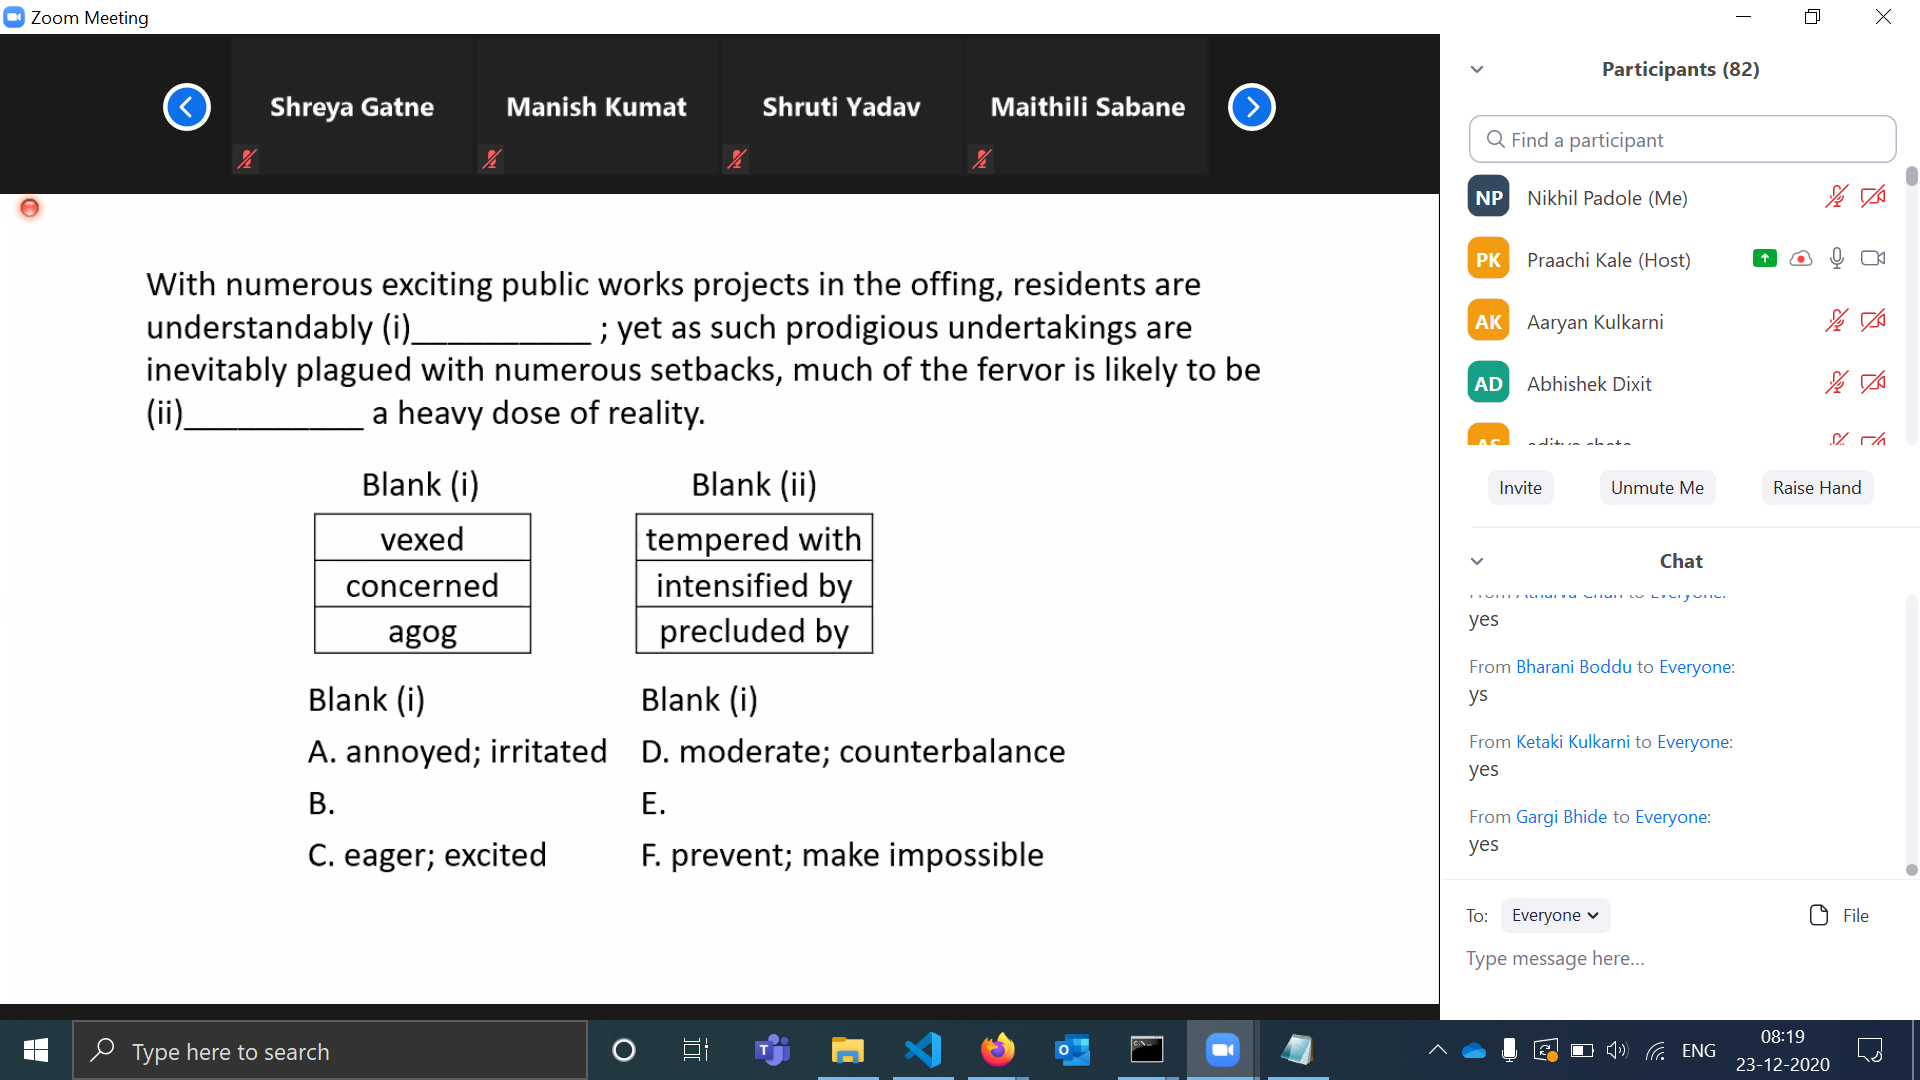 Zoom Meeting
Shreya Gatne
Manish Kumat
Shruti Yadav
Maithili Sabane
With numerous exciting public works projects in the offing, residents are
understandably (i)__________ ; yet as such prodigious undertakings are
inevitably plagued with numerous setbacks, much of the fervor is likely to be
(ii)__________ a heavy dose of reality.
Blank (i) Blank (ii)
vexed tempered with
concerned intensified by
agog precluded by
Blank (i) Blank (i)
A. annoyed; irritated D. moderate; counterbalance
B. E.
C. eager; excited F. prevent; make impossible
Participants (82)
Find a participant
NP Nikhil Padole (Me)
PK Praachi Kale (Host)
AK Aaryan Kulkarni
AD Abhishek Dixit
Invite Unmute Me Raise Hand
Chat
yes
From Bharani Boddu to Everyone:
ys
From Ketaki Kulkarni to Everyone:
yes
From Gargi Bhide to Everyone:
yes
To: Everyone File
Type message here...
Type here to search
ENG
08:19
23-12-2020